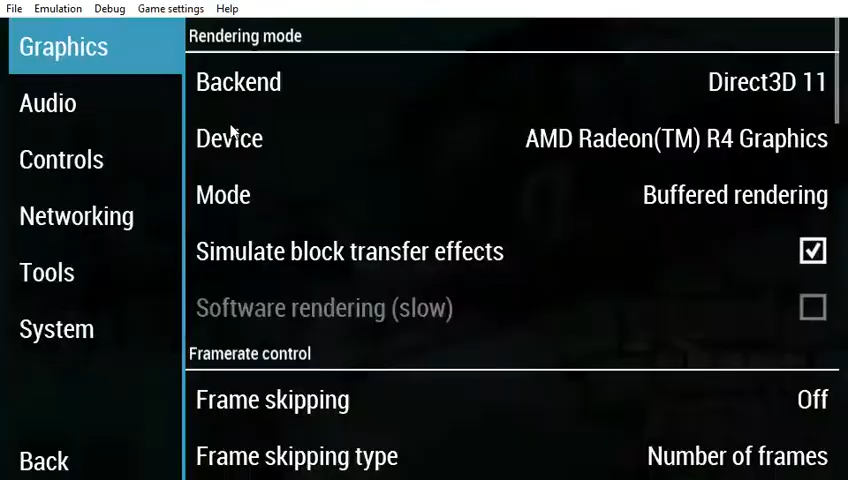 File Emulation Debug Game settings Help
Graphics
Audio
Controls
Networking
Tools
System
Back
Rendering mode
Backend Direct3D 11
Device AMD Radeon(TM) R4 Graphics
Mode Buffered rendering
Simulate block transfer effects
Software rendering (slow)
Framerate control
Frame skipping Off
Frame skipping type Number of frames